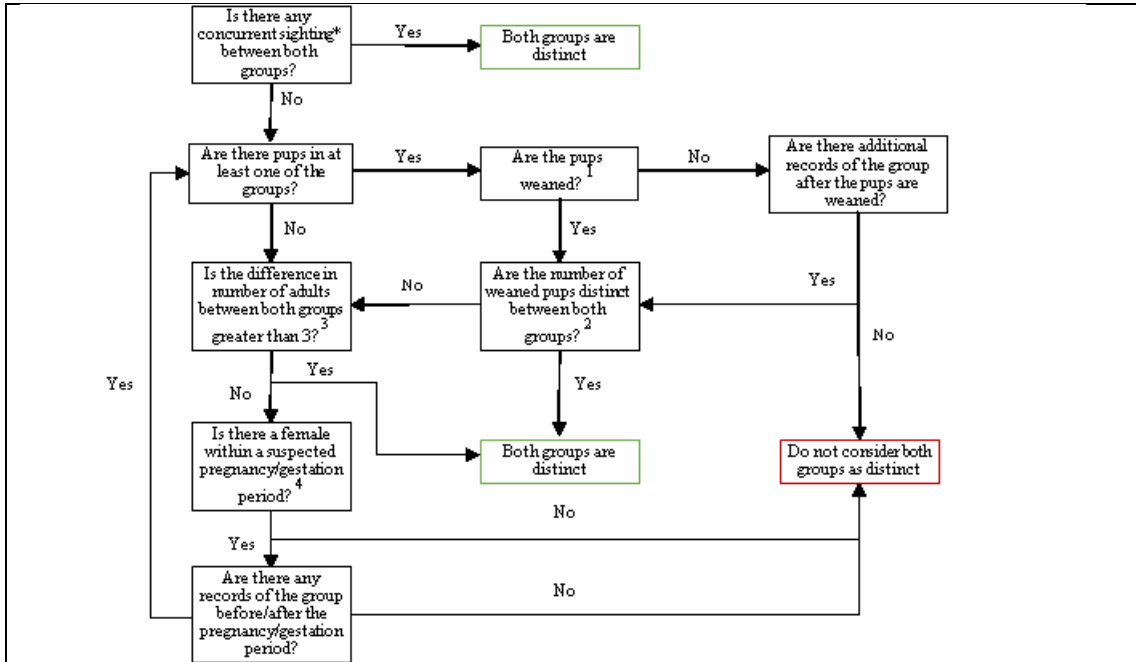 Is there any
concurrent sighting*
between both
groups?
Yes
Both groups are
distinct
No
Are there pups in at
least one of the
groups?
Yes
Are the pups
weaned?1
No
Are there additional
records of the group
after the pups are
weaned?
No
Yes
Is the difference in
number of adults
between both groups
greater than 3?3
No
Are the number of
weaned pups distinct
between both
groups?2
Yes
No
Yes
Yes
No
Yes
Is there a female
within a suspected
pregnancy/gestation
period?4
Both groups are
distinct
Do not consider both
groups as distinct
No
Yes
Are there any
records of the group
before/after the
pregnancy/gestation
period?
No